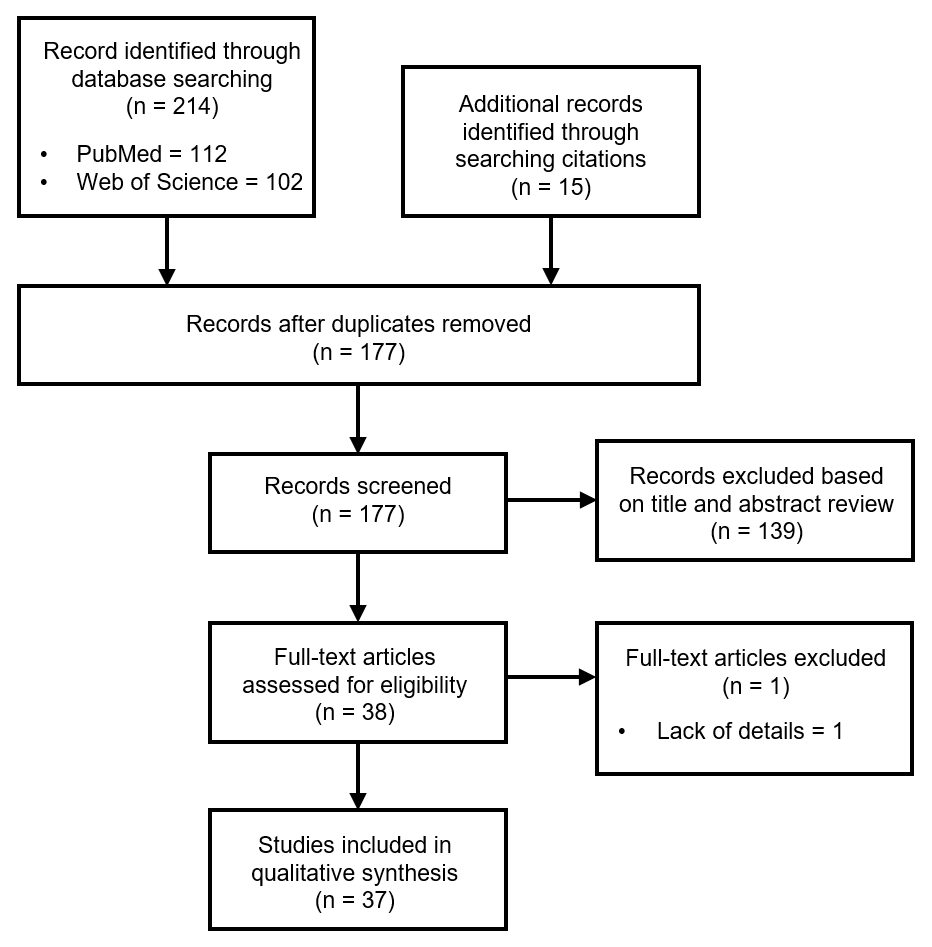 Record identified through
database searching
(n = 214)
• PubMed = 112
• Web of Science = 102
Additional records
identified through
searching citations
(n = 15)
Records after duplicates removed
(n = 177)
Records screened
(n = 177)
Records excluded based
on title and abstract review
(n = 139)
Full-text articles
assessed for eligibility
(n = 38)
Full-text articles excluded
(n = 1)
• Lack of details = 1
Studies included in
qualitative synthesis
(n = 37)